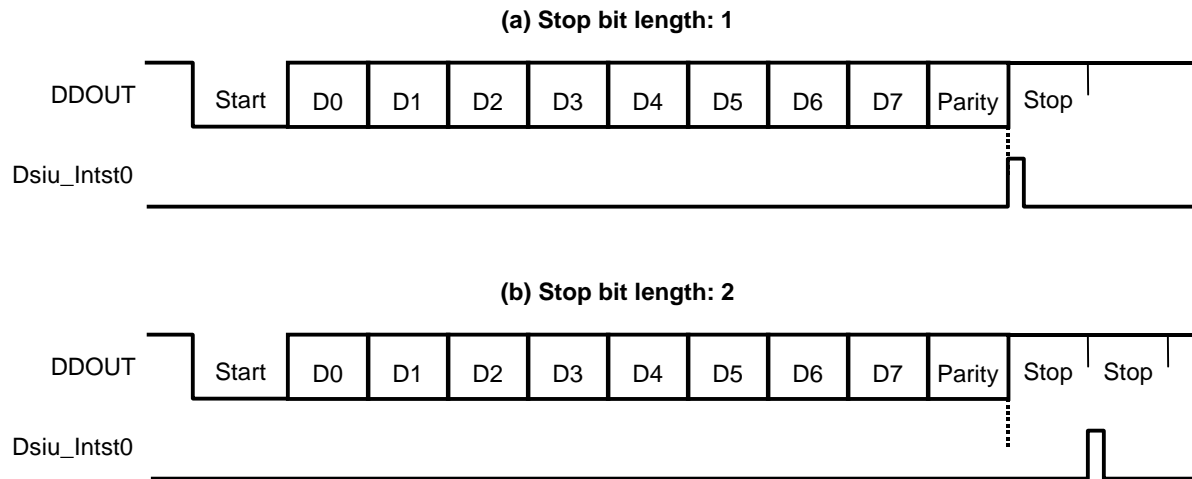 (a) Stop bit length: 1
DDOUT Start D0 D1 D2 D3 D4 D5 D6 D7 Parity Stop
Dsiu_Intst0
(b) Stop bit length: 2
DDOUT Start D0 D1 D2 D3 D4 D5 D6 D7 Parity Stop Stop
Dsiu_Intst0